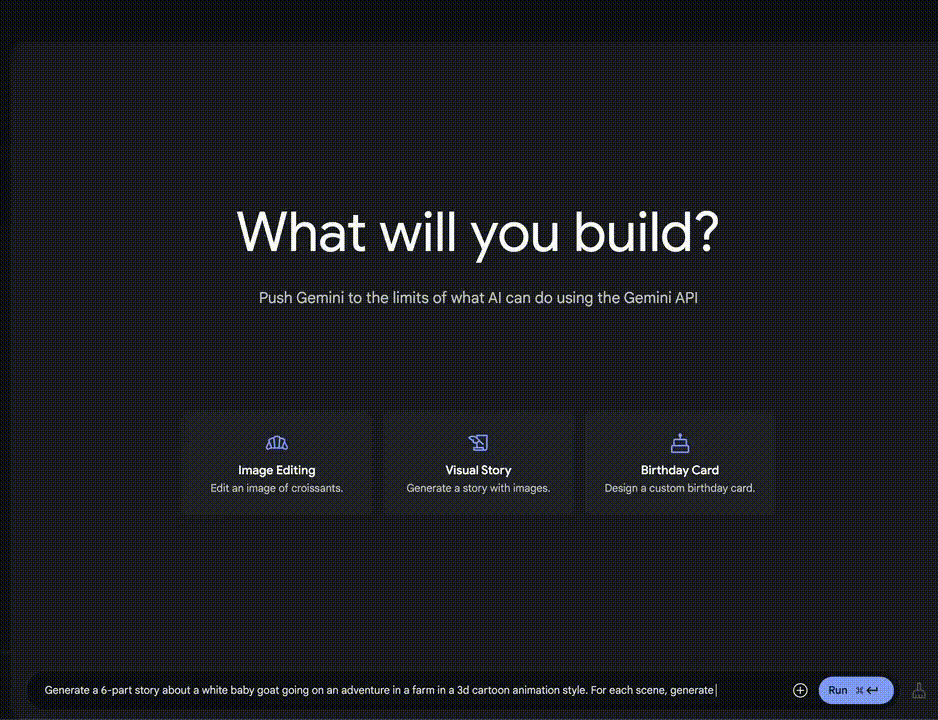 What will you build?
Push Gemini to the limits of what AI can do using the Gemini API
Image Editing
Edit an image of croissants.
Visual Story
Generate a story with images.
Birthday Card
Design a custom birthday card.
Generate a 6-part story about a white baby goat going on an adventure in a farm in a 3d cartoon animation style. For each scene, generate
Run ⌘↵